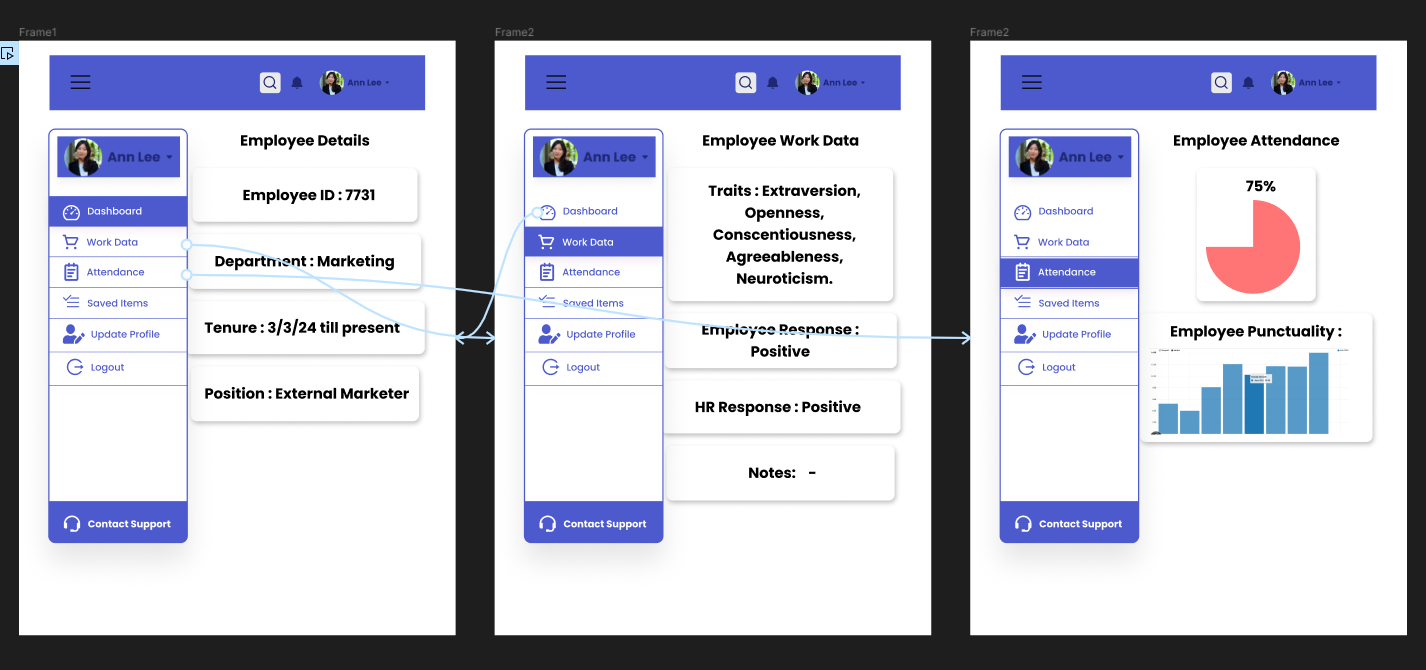 Frame1
Ann Lee
Ann Lee
Employee Details
Employee ID : 7731
Dashboard
Work Data
Department : Marketing
Attendance
Saved Items
Tenure : 3/3/24 till present
Update Profile
Logout
Position : External Marketer
Contact Support
Frame2
Ann Lee
Ann Lee
Employee Work Data
Traits : Extraversion,
Openness,
Conscentiousness,
Agreeableness,
Neuroticism.
Dashboard
Work Data
Attendance
Saved Items
Update Profile
Logout
Employee Response :
Positive
HR Response : Positive
Notes: -
Contact Support
Frame2
Ann Lee
Ann Lee
Employee Attendance
75%
Dashboard
Work Data
Attendance
Saved Items
Update Profile
Logout
Employee Punctuality :
Contact Support